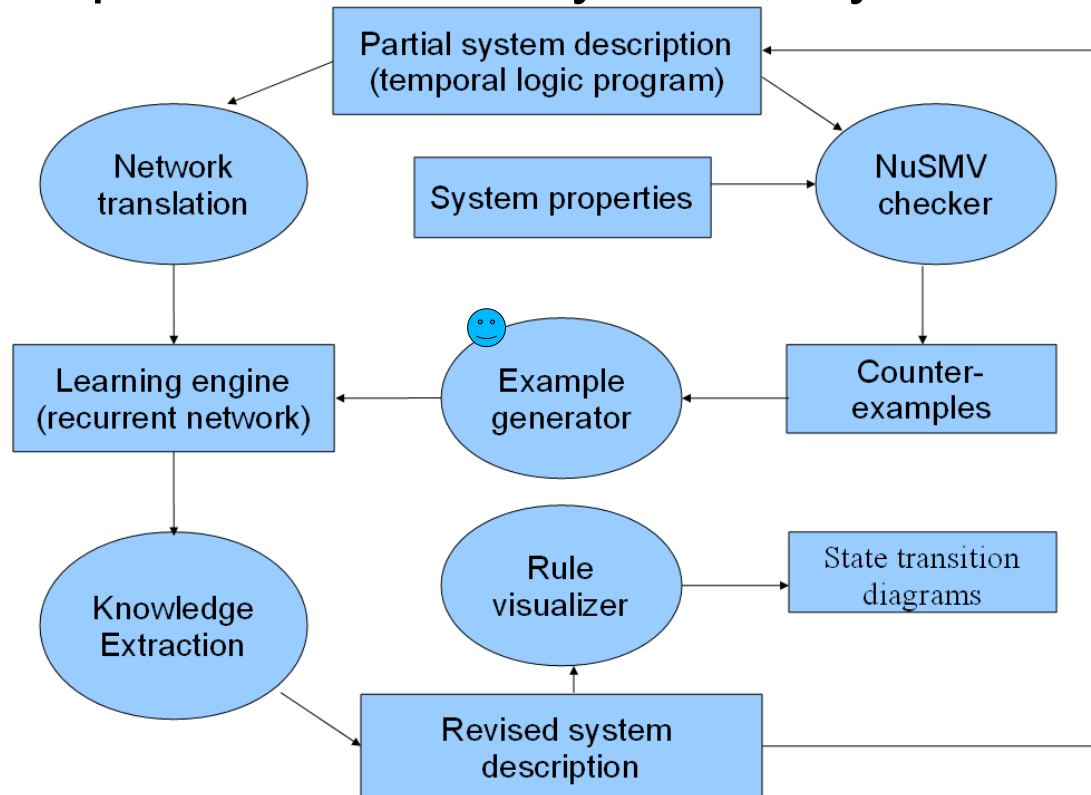 Partial system description
(temporal logic program)
Network
translation
System properties
NuSMV
checker
Learning engine
(recurrent network)
Example
generator
Counter-
examples
Knowledge
Extraction
Rule
visualizer
State transition
diagrams
Revised system
description